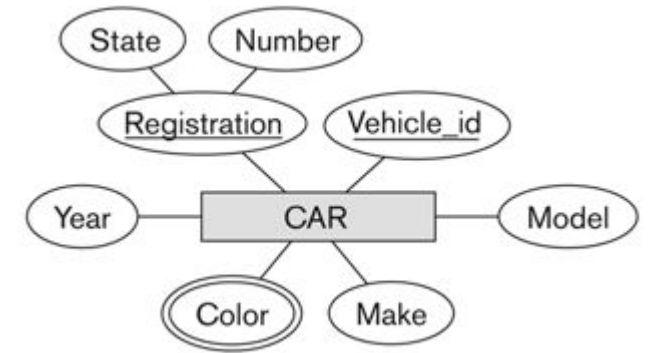 State Number
Registration Vehicle_id
Year CAR Model
Color Make